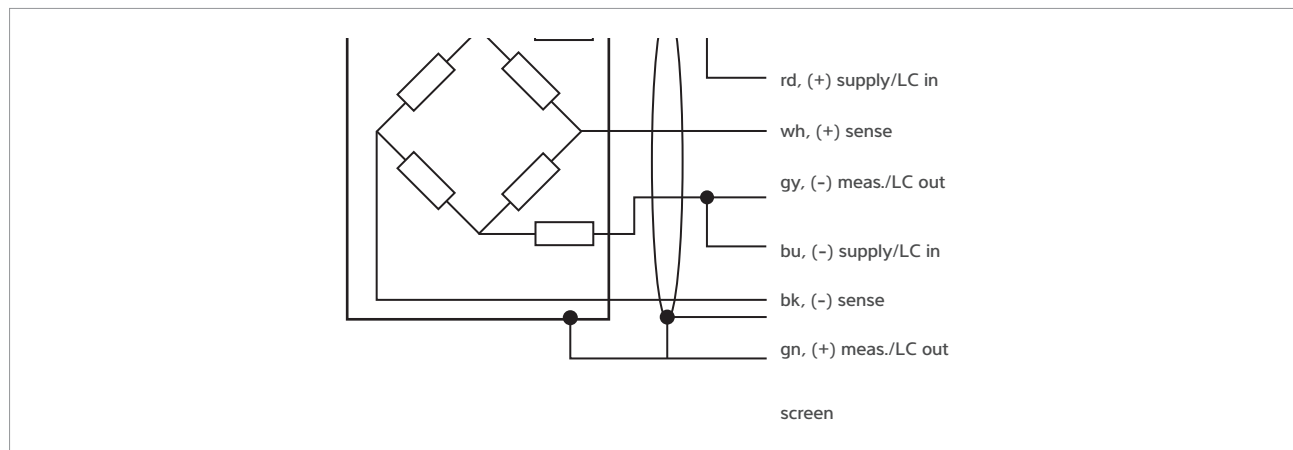 rd, (+) supply/LC in
wh, (+) sense
gy, (-) meas./LC out
bu, (-) supply/LC in
bk, (-) sense
gn, (+) meas./LC out
screen